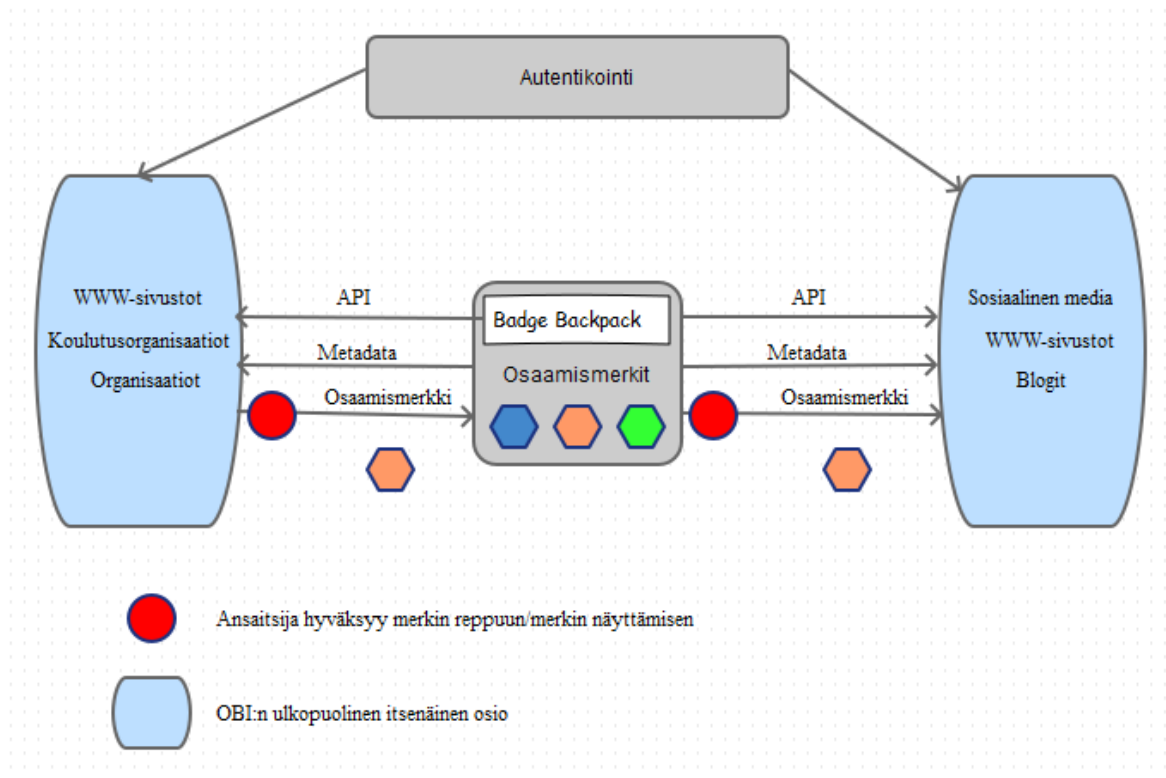 Autentikointi
WWW-sivustot
Koulutusorganisaatiot
Organisaatiot
API
Metadata
Osaamismerkki
Badge Backpack
Osaamismerkit
API
Metadata
Osaamismerkki
Sosiaalinen media
WWW-sivustot
Blogit
Ansaitsija hyväksyy merkin reppuun/merkin näyttämisen
OBI:n ulkopuolinen itsenäinen osio